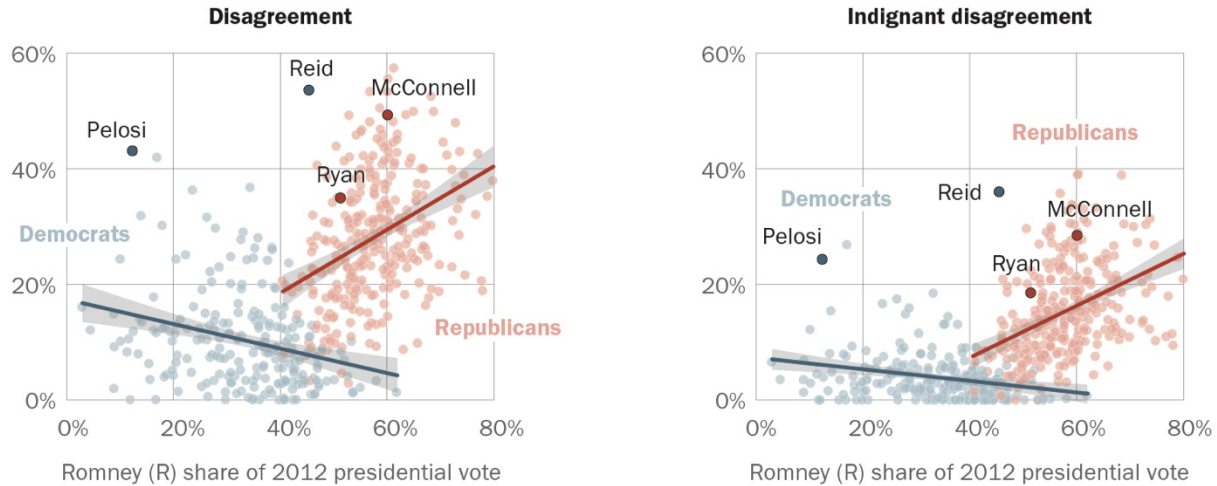 Disagreement
60%
40%
20%
0%
0%
20%
40%
60%
80%
Reid
McConnell
Pelosi
Ryan
Democrats
Republicans
Romney (R) share of 2012 presidential vote
Indignant disagreement
60%
40%
20%
0%
0%
20%
40%
60%
80%
Republicans
Reid
Democrats
McConnell
Pelosi
Ryan
Romney (R) share of 2012 presidential vote